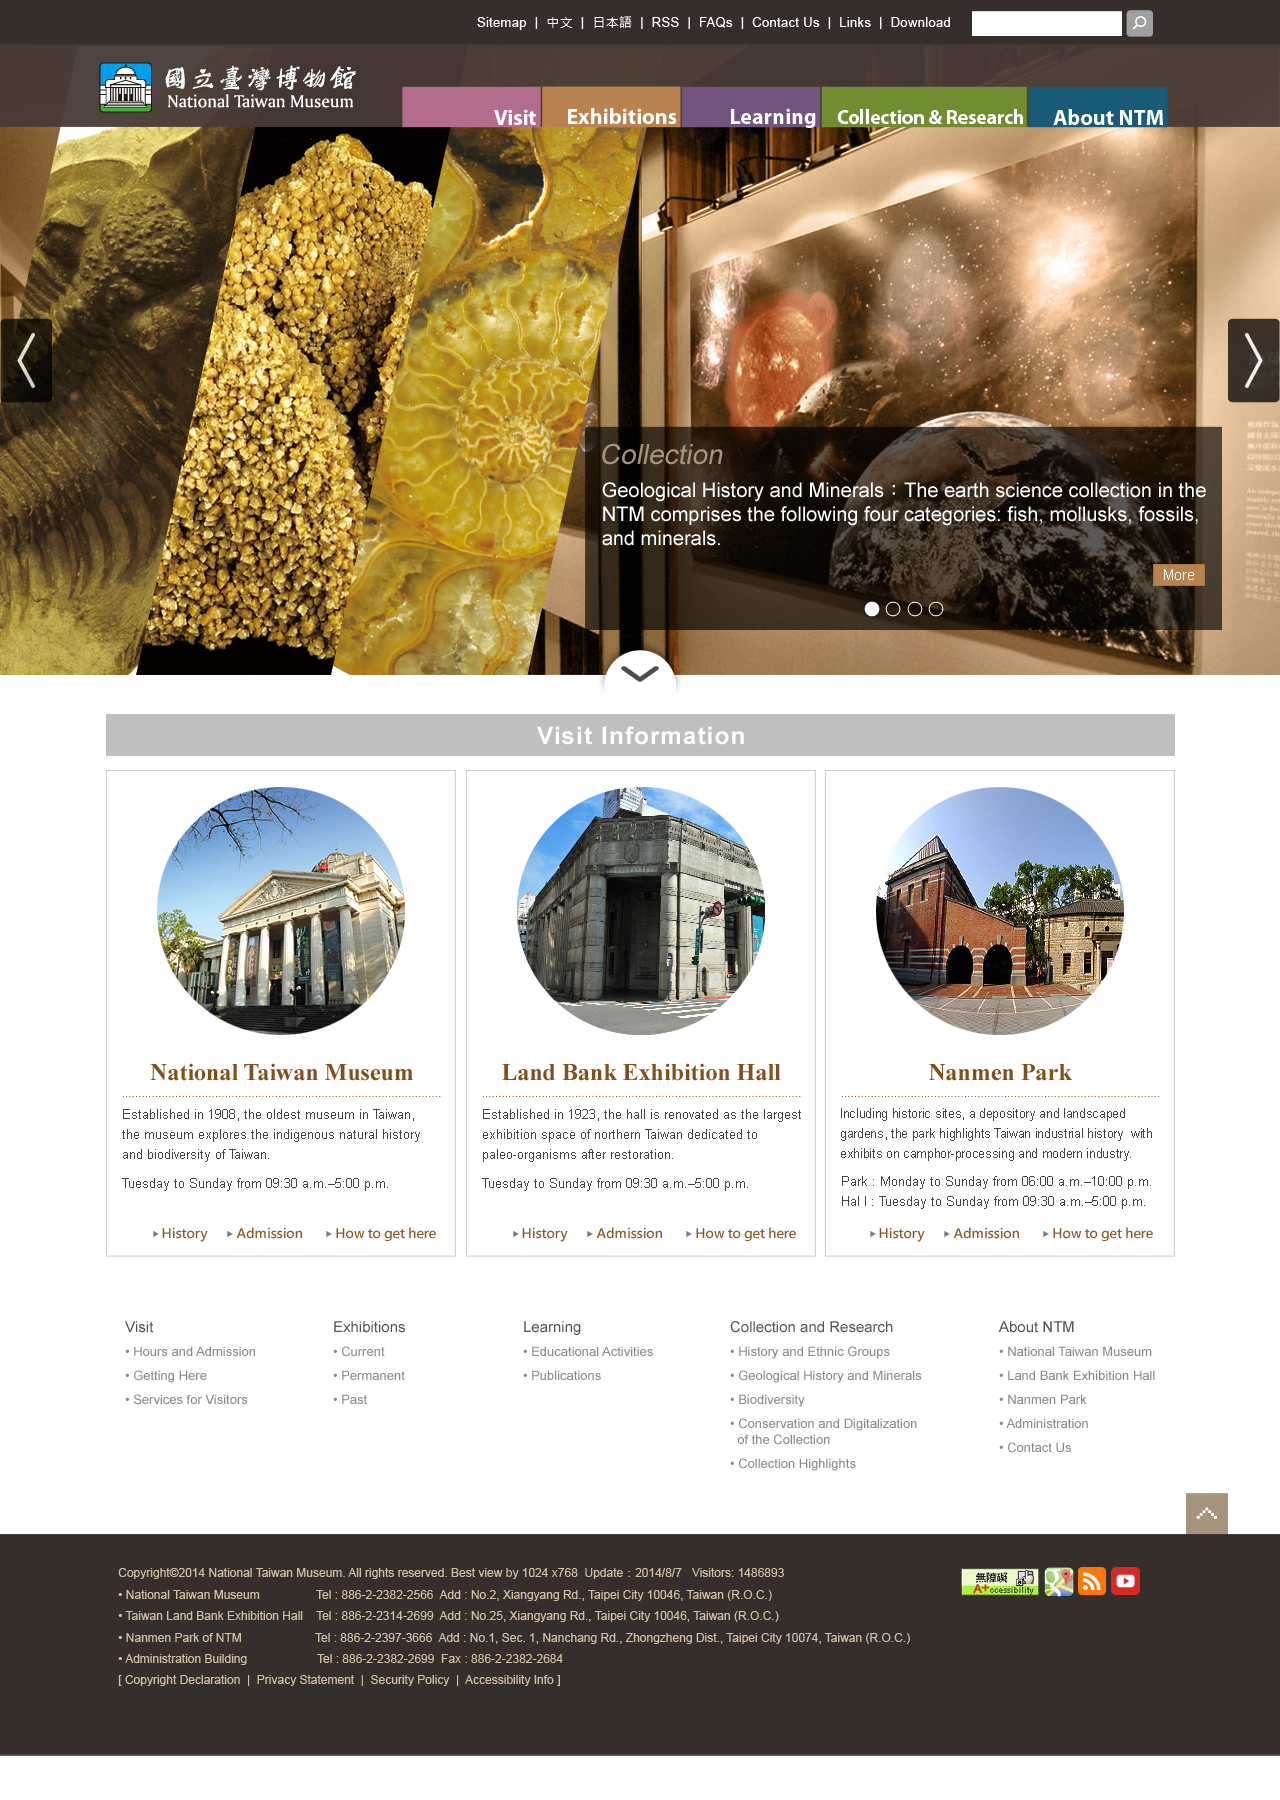 Sitemap | 中文 | 日本語 | RSS | FAQs | Contact Us | Links | Download
國立臺灣博物館
National Taiwan Museum
Visit
Exhibitions
Learning
Collection & Research
About NTM
Collection
Geological History and Minerals：The earth science collection in the
NTM comprises the following four categories: fish, mollusks, fossils,
and minerals.
More
Visit Information
National Taiwan Museum
Established in 1908, the oldest museum in Taiwan,
the museum explores the indigenous natural history
and biodiversity of Taiwan.
Tuesday to Sunday from 09:30 a.m.–5:00 p.m.
History
Admission
How to get here
Land Bank Exhibition Hall
Established in 1923, the hall is renovated as the largest
exhibition space of northern Taiwan dedicated to
paleo-organisms after restoration.
Tuesday to Sunday from 09:30 a.m.–5:00 p.m.
History
Admission
How to get here
Nanmen Park
Including historic sites, a depository and landscaped
gardens, the park highlights Taiwan industrial history with
exhibits on camphor-processing and modern industry.
Park : Monday to Sunday from 06:00 a.m.–10:00 p.m.
Hal l : Tuesday to Sunday from 09:30 a.m.–5:00 p.m.
History
Admission
How to get here
Visit
• Hours and Admission
• Getting Here
• Services for Visitors
Exhibitions
• Current
• Permanent
• Past
Learning
• Educational Activities
• Publications
Collection and Research
• History and Ethnic Groups
• Geological History and Minerals
• Biodiversity
• Conservation and Digitalization
of the Collection
• Collection Highlights
About NTM
• National Taiwan Museum
• Land Bank Exhibition Hall
• Nanmen Park
• Administration
• Contact Us
Copyright©2014 National Taiwan Museum. All rights reserved. Best view by 1024 x768 Update：2014/8/7 Visitors: 1486893
• National Taiwan Museum Tel : 886-2-2382-2566 Add : No.2, Xiangyang Rd., Taipei City 10046, Taiwan (R.O.C.)
• Taiwan Land Bank Exhibition Hall Tel : 886-2-2314-2699 Add : No.25, Xiangyang Rd., Taipei City 10046, Taiwan (R.O.C.)
• Nanmen Park of NTM Tel : 886-2-2397-3666 Add : No.1, Sec. 1, Nanchang Rd., Zhongzheng Dist., Taipei City 10074, Taiwan (R.O.C.)
• Administration Building Tel : 886-2-2382-2699 Fax : 886-2-2382-2684
[ Copyright Declaration | Privacy Statement | Security Policy | Accessibility Info ]
無障礙
A+ccessibility